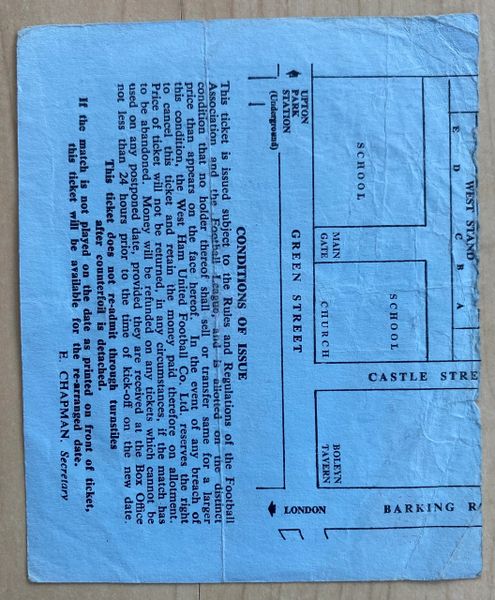 UPTON
PARK
STATION
(Underground)
SCHOOL
E D C B A
WEST STAND
GREEN STREET
MAIN
GATE
CHURCH
SCHOOL
CASTLE STRE
BOLEYN
TAVERN
LONDON
BARKING R
CONDITIONS OF ISSUE
This ticket is issued subject to the Rules and Regulations of the Football
Association and the Football League, and is allotted on the distinct
condition that no holder thereof shall sell or transfer same for a larger
price than appears on the face hereof. In the event of any breach of
this condition, the West Ham United Football Co. Ltd. reserves the right
to cancel this ticket and retain the money paid therefore on allotment.
Price of ticket will not be returned, in any circumstances, if the match has
to be abandoned. Money will be refunded on any tickets which cannot be
used on any postponed date, provided they are received at the Box Office
not less than 24 hours prior to the time of kick-off on the new date.
This ticket does not re-admit through turnstiles
after counterfoil is detached.
If the match is not played on the date as printed on front of ticket,
this ticket will be available for the re-arranged date.
E. CHAPMAN, Secretary